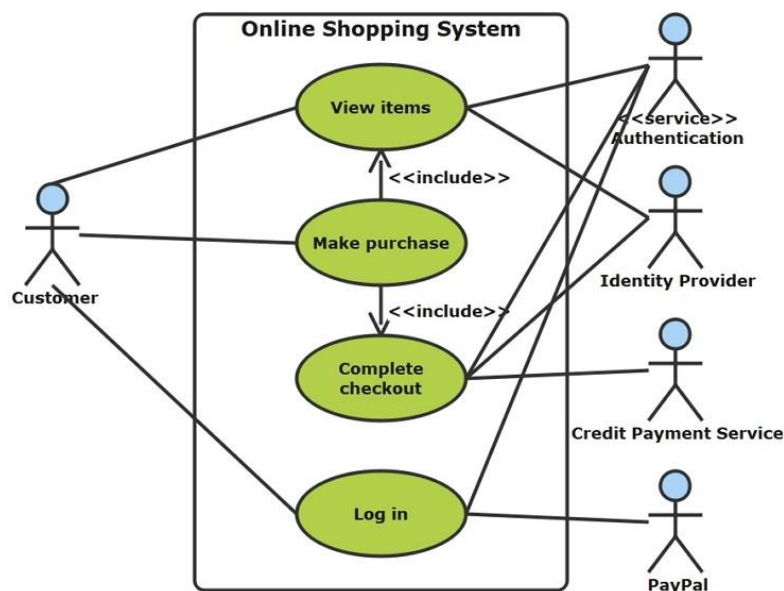 Online Shopping System
View items
<<service>>
Authentication
<<include>>
Make purchase
Customer
Identity Provider
<<include>>
Complete
checkout
Credit Payment Service
Log in
PayPal